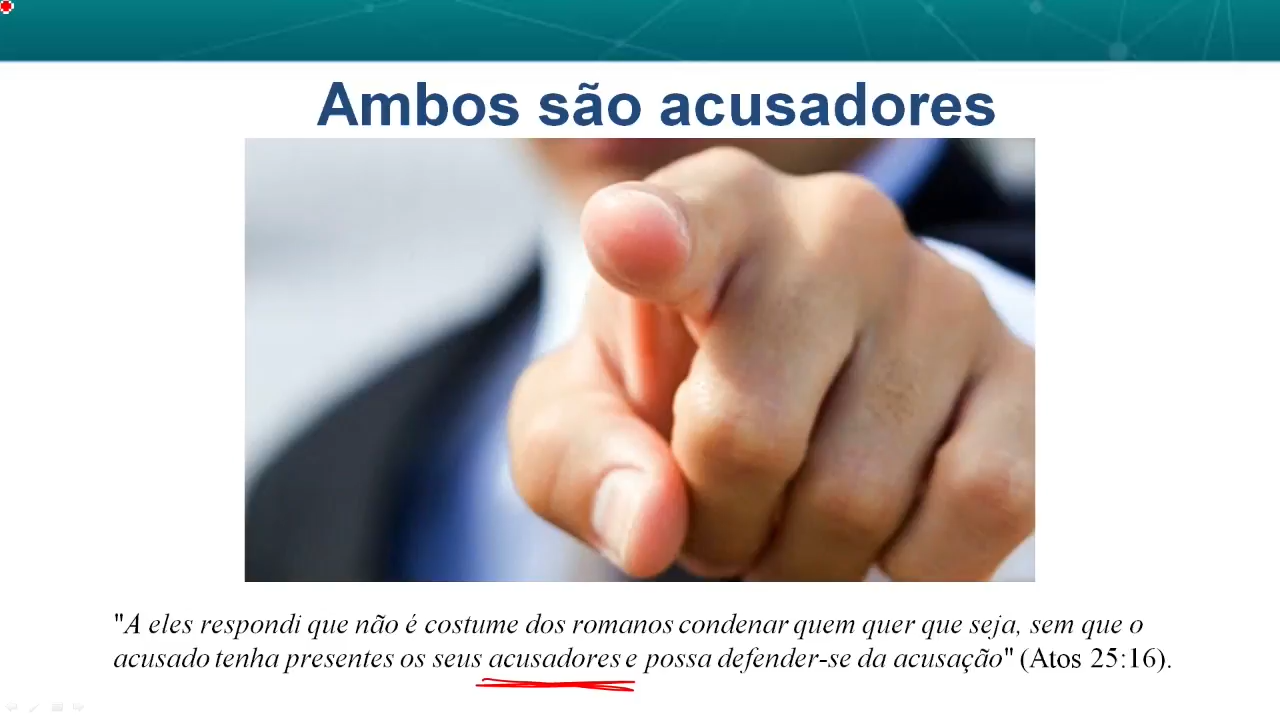 Ambos são acusadores
"A eles respondi que não é costume dos romanos condenar quem quer que seja, sem que o
acusado tenha presentes os seus acusadores e possa defender-se da acusação" (Atos 25:16).